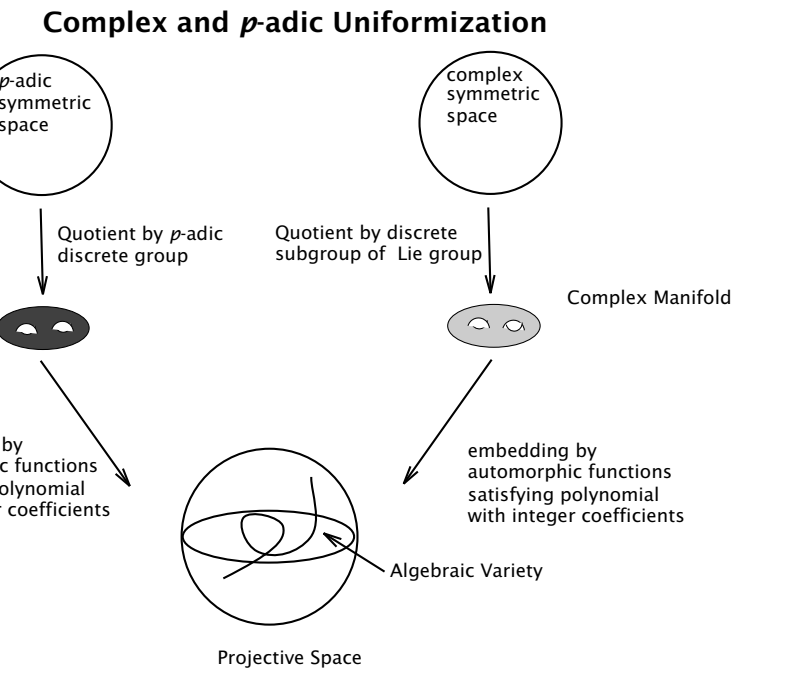 Complex and p-adic Uniformization
p-adic
symmetric
space
complex
symmetric
space
Quotient by p-adic
discrete group
Quotient by discrete
subgroup of Lie group
Complex Manifold
by
c functions
olynomial
coefficients
embedding by
automorphic functions
satisfying polynomial
with integer coefficients
Algebraic Variety
Projective Space